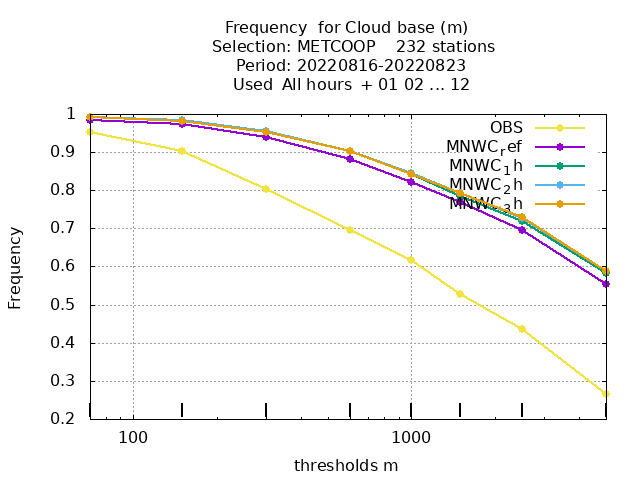 Frequency  for Cloud base (m)
Selection: METCOOP    232 stations
Period: 20220816-20220823
Used  All hours  + 01 02 ... 12
1
0.9
0.8
0.7
0.6
0.5
0.4
0.3
0.2
Frequency
OBS
MNWC_ref
MNWC_1h
MNWC_2h
MNWC_3h
100
1000
thresholds m